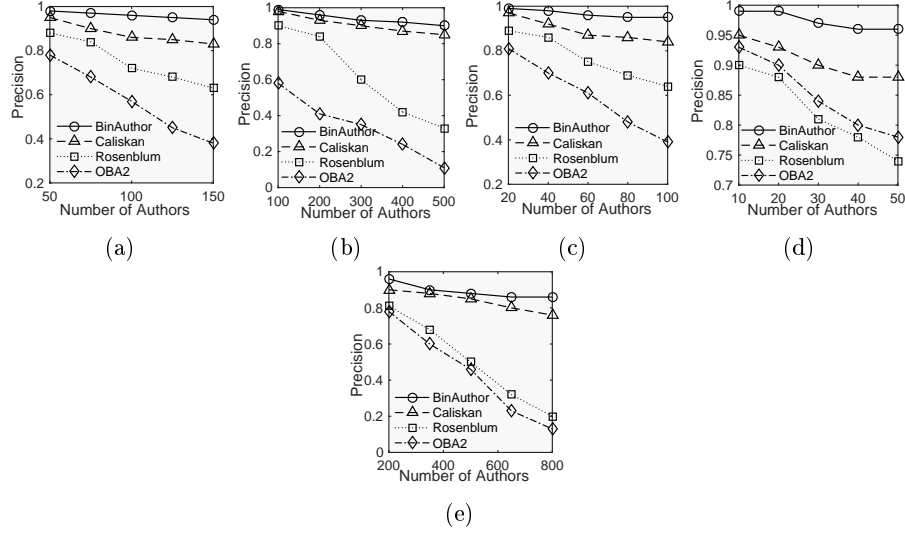 1
0.8
0.6
0.4
0.2
Precision
BinAuthor
Caliskan
Rosenblum
OBA2
50 100 150
Number of Authors
(a)
1
0.8
0.6
0.4
0.2
0
Precision
BinAuthor
Caliskan
Rosenblum
OBA2
100 200 300 400 500
Number of Authors
(b)
1
0.8
0.6
0.4
0.2
Precision
BinAuthor
Caliskan
Rosenblum
OBA2
20 40 60 80 100
Number of Authors
(c)
1
0.95
0.9
0.85
0.8
0.75
0.7
Precision
BinAuthor
Caliskan
Rosenblum
OBA2
10 20 30 40 50
Number of Authors
(d)
1
0.8
0.6
0.4
0.2
0
Precision
BinAuthor
Caliskan
Rosenblum
OBA2
200 400 600 800
Number of Authors
(e)